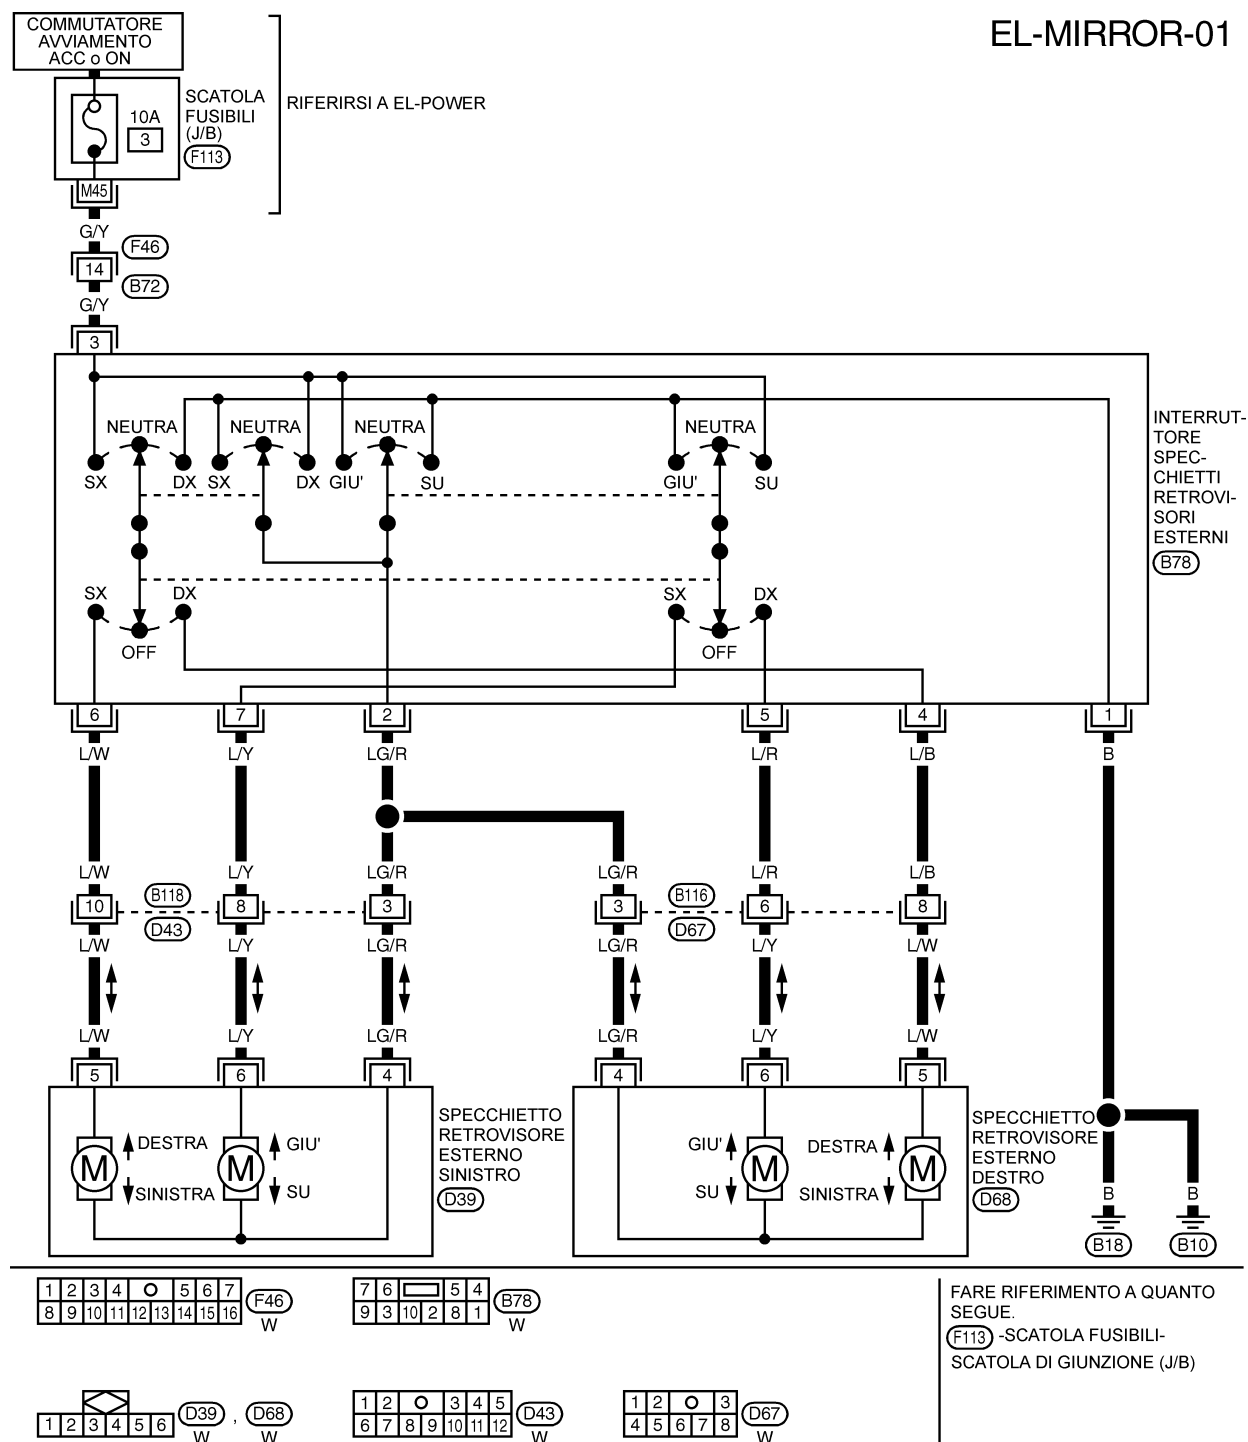 EL-MIRROR-01
COMMUTATORE
AVVIAMENTO
ACC o ON
10A
3
SCATOLA
FUSIBILI
(J/B)
F113
RIFERIRSI A EL-POWER
M45
G/Y
F46
14
B72
G/Y
3
NEUTRA NEUTRA NEUTRA NEUTRA
SX DX SX DX GIU' SU GIU' SU
INTERRUT-
TORE
SPEC-
CHIETTI
RETROVI-
SORI
ESTERNI
B78
SX DX SX DX
OFF OFF
6 7 2 5 4 1
L/W L/Y LG/R L/R L/B B
L/W L/Y LG/R LG/R L/R L/B
B118 B116
10 8 3 3 6 8
D43 D67
L/W L/Y LG/R LG/R L/Y L/W
L/W L/Y LG/R LG/R L/Y L/W
5 6 4 4 6 5
M DESTRA SINISTRA
M GIU' SU
SPECCHIETTO
RETROVISORE
ESTERNO
SINISTRO
D39
GIU' SU M
DESTRA SINISTRA M
SPECCHIETTO
RETROVISORE
ESTERNO
DESTRO
D68
B B
B18 B10
1 2 3 4 5 6 7
8 9 10 11 12 13 14 15 16
F46
W
7 6 5 4
9 3 10 2 8 1
B78
W
FARE RIFERIMENTO A QUANTO
SEGUE.
F113 -SCATOLA FUSIBILI-
SCATOLA DI GIUNZIONE (J/B)
1 2 3 4 5 6
D39 , D68
W W
1 2 3 4 5
6 7 8 9 10 11 12
D43
W
1 2 3
4 5 6 7 8
D67
W